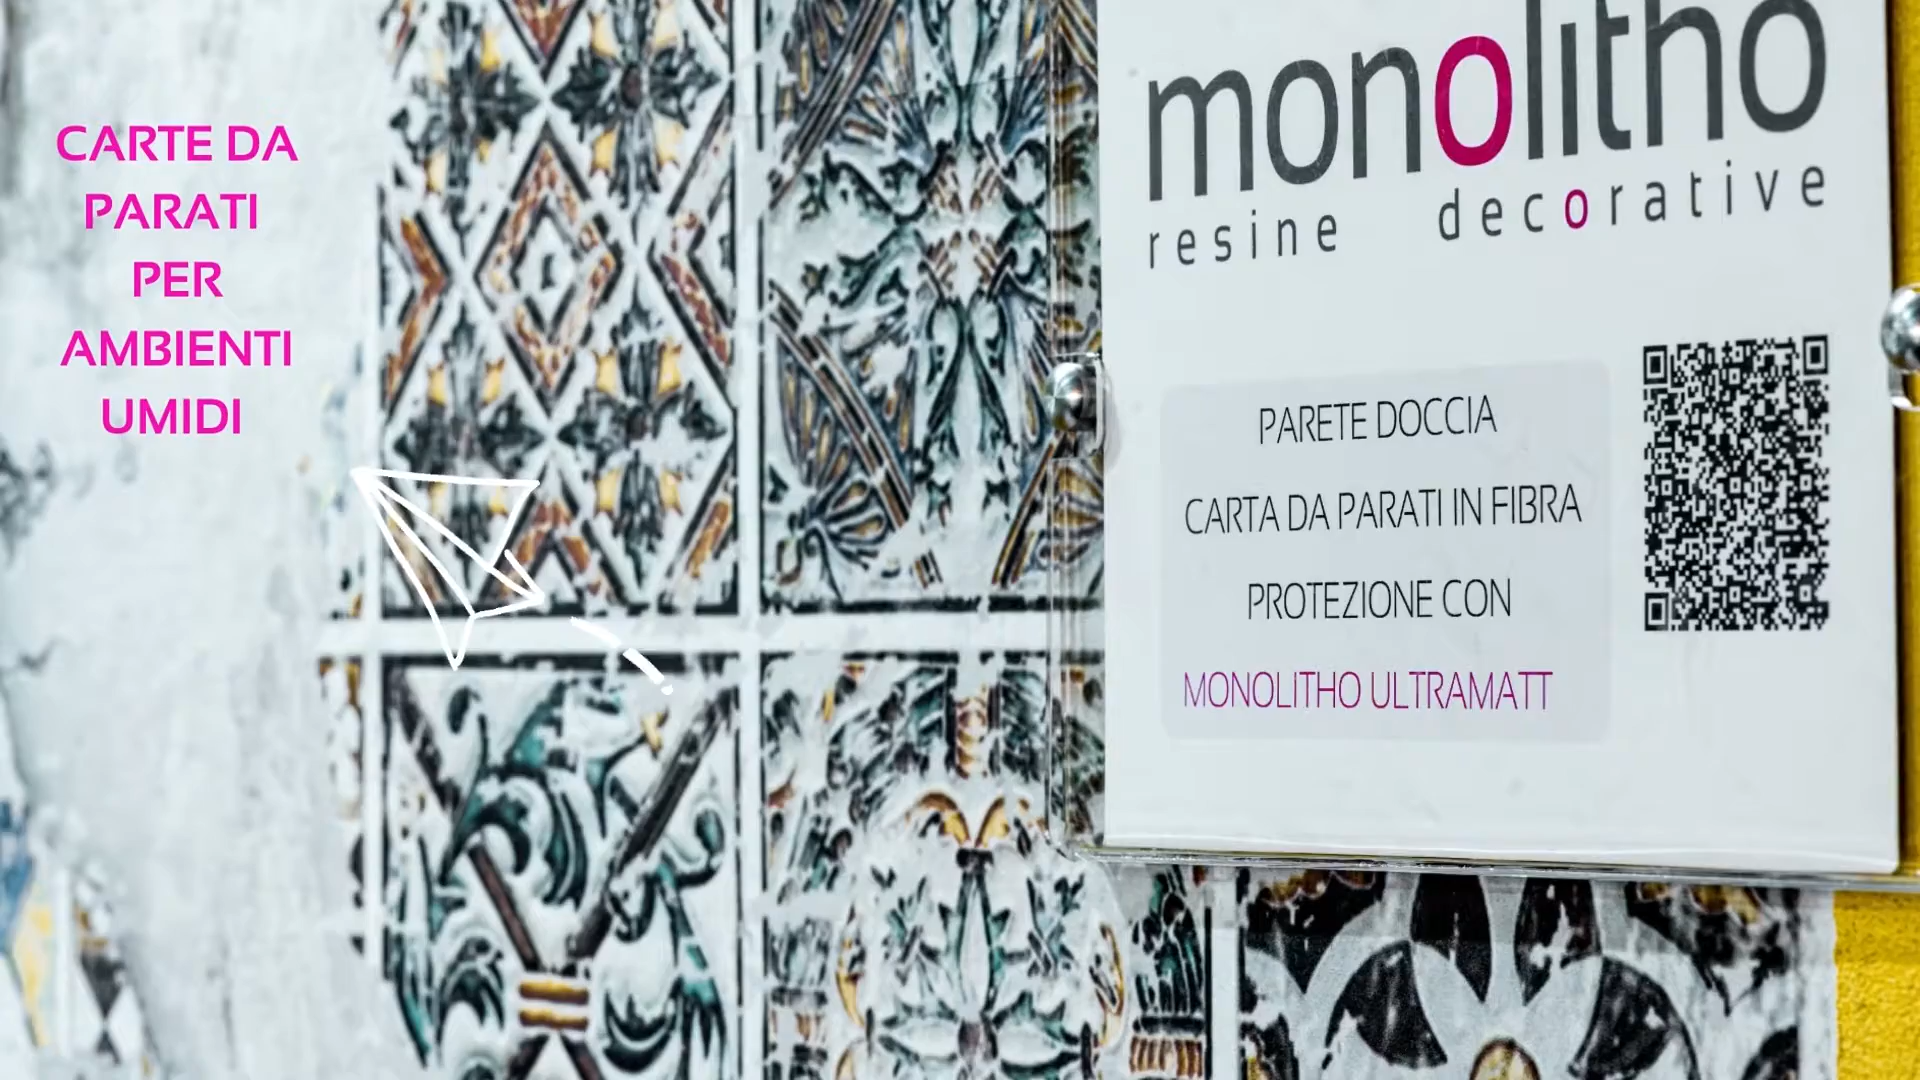 CARTE DA
PARATI
PER
AMBIENTI
UMIDI
monolitho
resine decorative
PARETE DOCCIA
CARTA DA PARATI IN FIBRA
PROTEZIONE CON
MONOLITHO ULTRAMATT